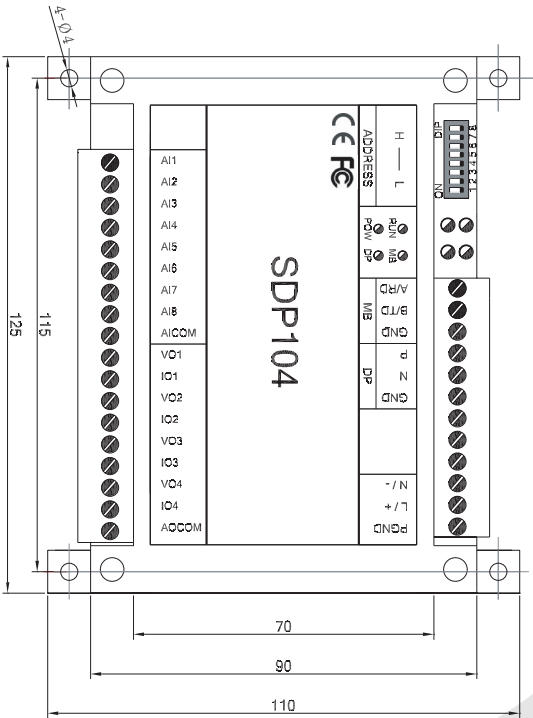 4-Ø4
125
115
AI1
AI2
AI3
AI4
AI5
AI6
AI7
AI8
AICOM
VO1
IO1
VO2
IO2
VO3
IO3
VO4
IO4
AOCOM
CE FC
SDP104
H — L
ADDRESS
RUN MB
POW DP
A/RD
B/TD
GND
MB
P
N
GND
DP
N / -
L / +
PGND
DIP
ON
1 2 3 4 5 6 7 8
70
90
110